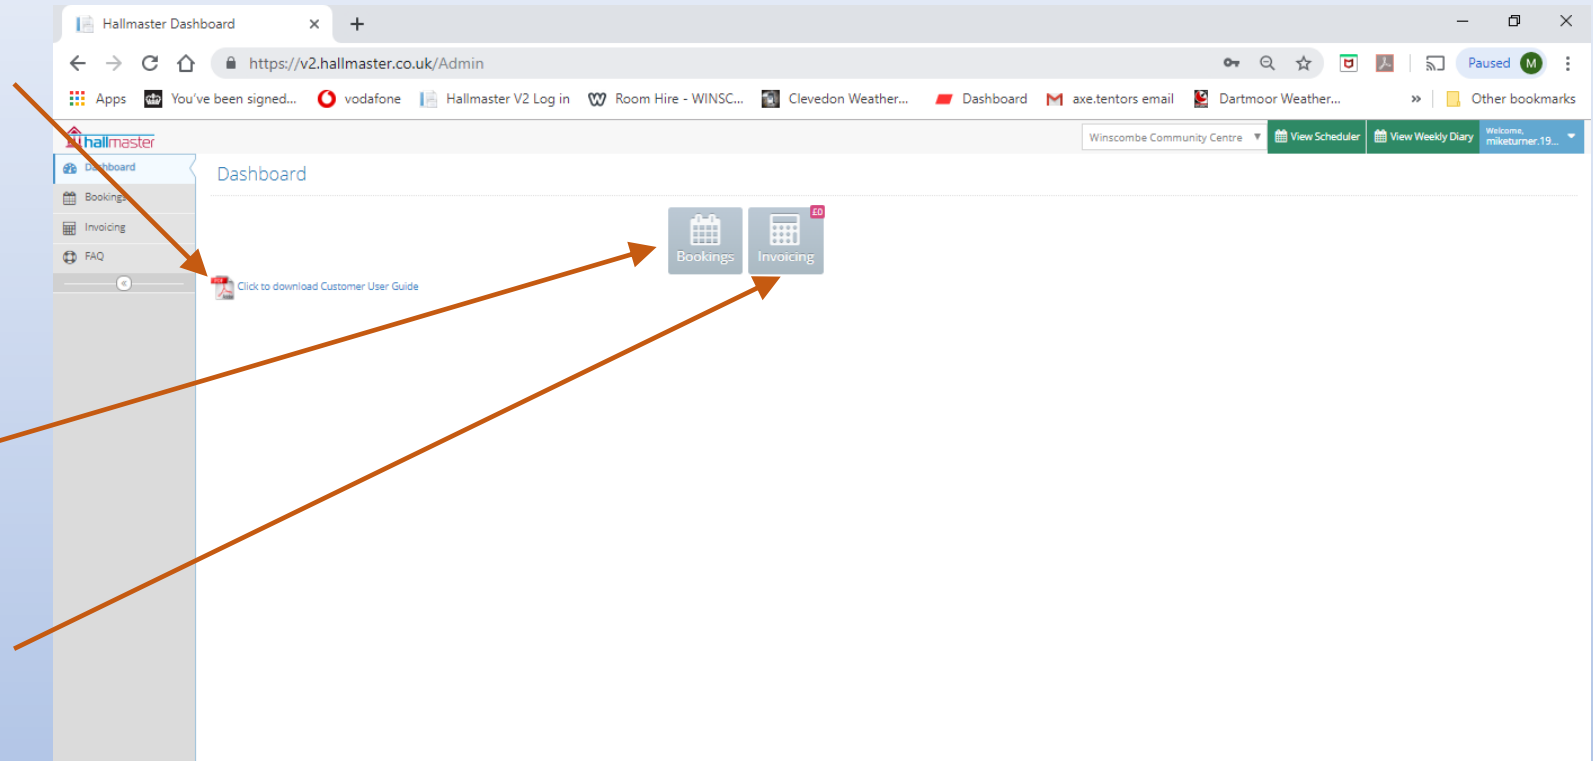 Hallmaster Dashboard
https://v2.hallmaster.co.uk/Admin
Paused M
Apps You've been signed... vodafone Hallmaster V2 Log in Room Hire - WINSC... Clevedon Weather... Dashboard axe.tentors email Dartmoor Weather... » Other bookmarks
hallmaster
Winscombe Community Centre View Scheduler View Weekly Diary Welcome,
miketurner.19...
Dashboard
Bookings
Invoicing
FAQ
Dashboard
£0
Bookings Invoicing
PDF
Click to download Customer User Guide